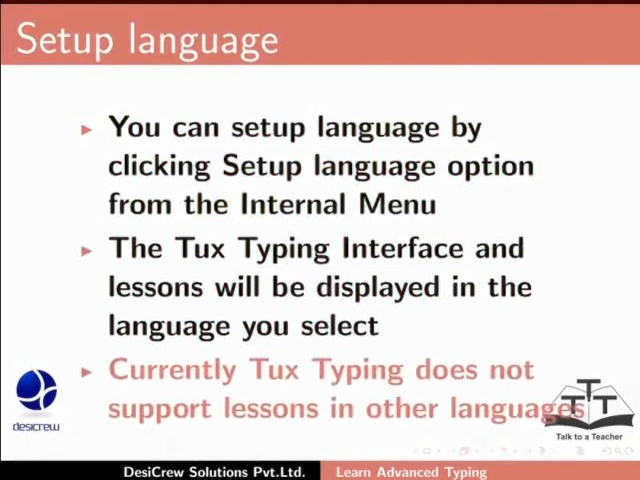 Setup language
You can setup language by
clicking Setup language option
from the Internal Menu
The Tux Typing Interface and
lessons will be displayed in the
language you select
Currently Tux Typing does not
support lessons in other languages
desicrew
TTT
Talk to a Teacher
DesiCrew Solutions Pvt.Ltd. Learn Advanced Typing